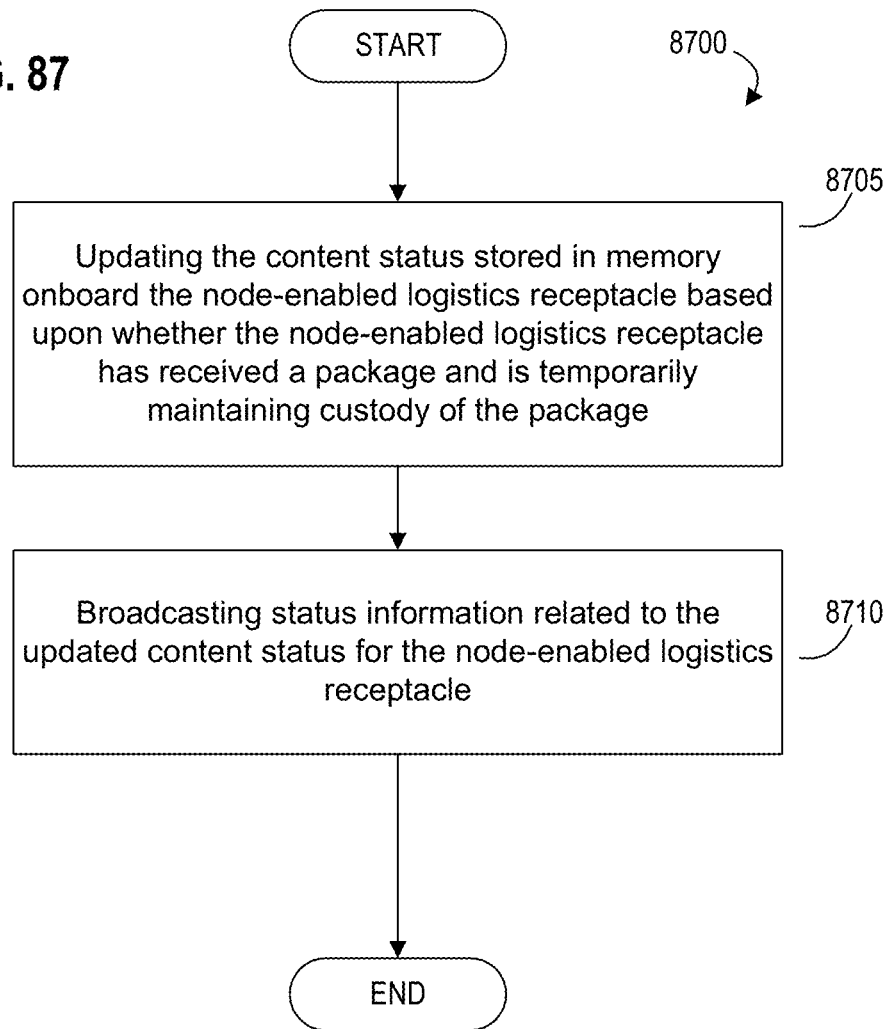 START
8700
G. 87
8705
Updating the content status stored in memory
onboard the node-enabled logistics receptacle based
upon whether the node-enabled logistics receptacle
has received a package and is temporarily
maintaining custody of the package
8710
Broadcasting status information related to the
updated content status for the node-enabled logistics
receptacle
END